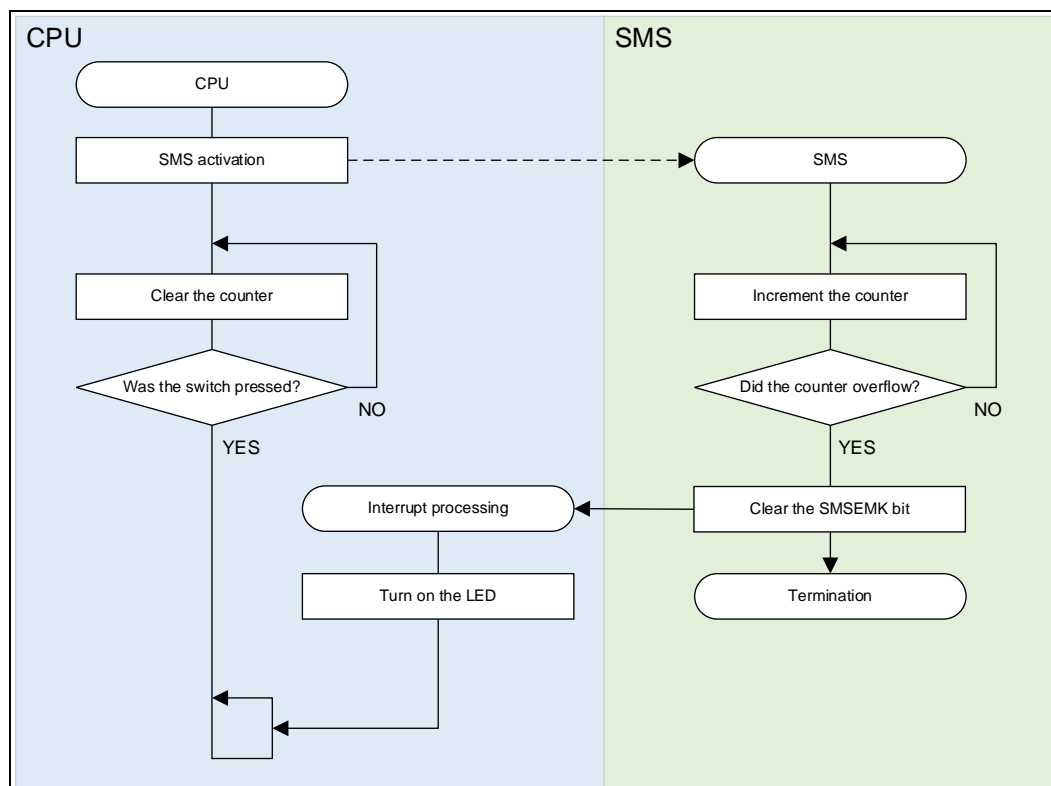 CPU
SMS
CPU
SMS activation
SMS
Clear the counter
Increment the counter
Was the switch pressed?
NO
Did the counter overflow?
NO
YES
YES
Interrupt processing
Clear the SMSEMK bit
Turn on the LED
Termination